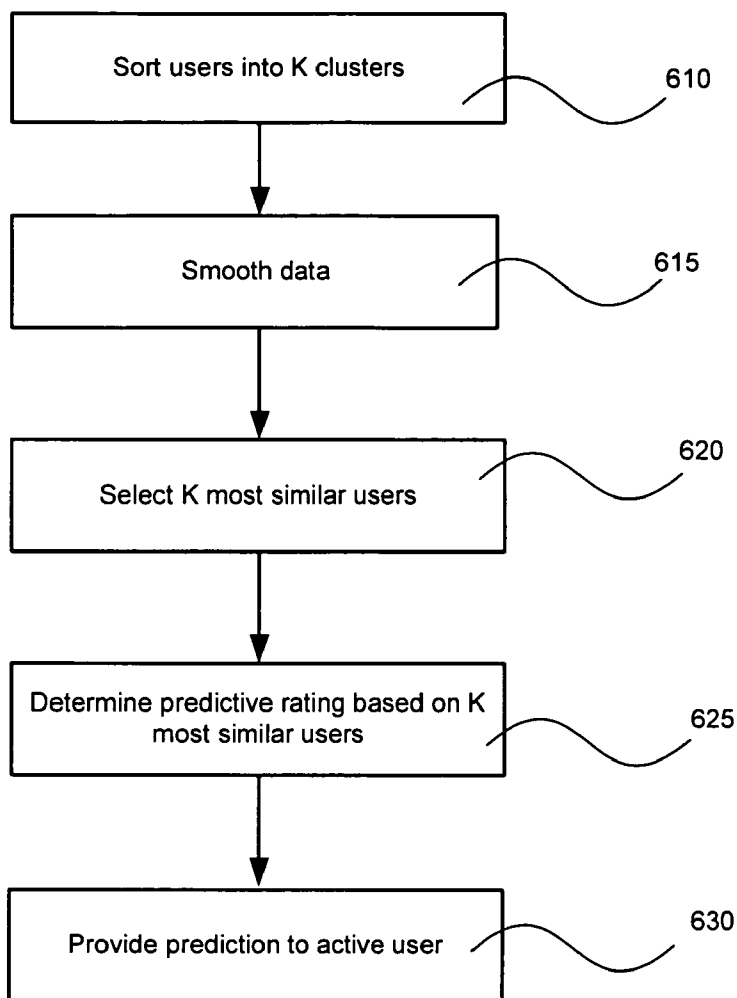 Sort users into K clusters
610
Smooth data
615
Select K most similar users
620
Determine predictive rating based on K
most similar users
625
Provide prediction to active user
630